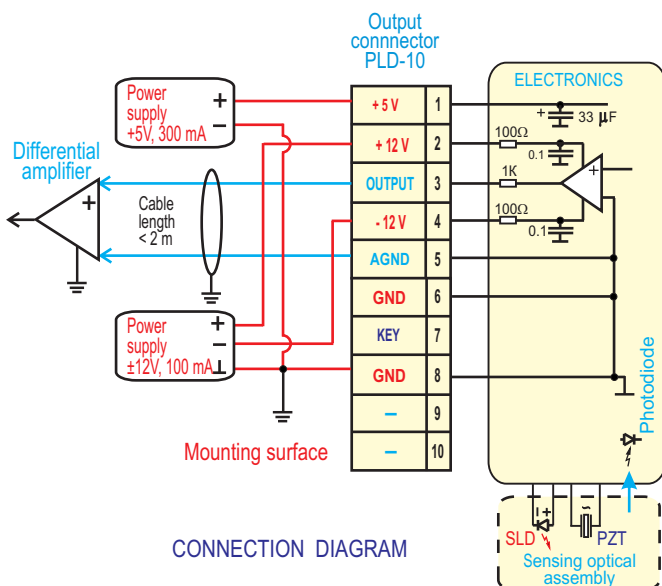 Output
connnector
PLD-10
Power
supply
+5V, 300 mA
+
−
Differential
amplifier
+
Cable
length
< 2 m
Power
supply
±12V, 100 mA
+
−
⊥
+ 5 V 1
+ 12 V 2
OUTPUT 3
- 12 V 4
AGND 5
GND 6
KEY 7
GND 8
– 9
– 10
ELECTRONICS
+ 33 µF
100Ω
0.1
1K
+
100Ω
0.1
Photodiode
Mounting surface
CONNECTION DIAGRAM
− +
~
SLD
PZT
Sensing optical
assembly